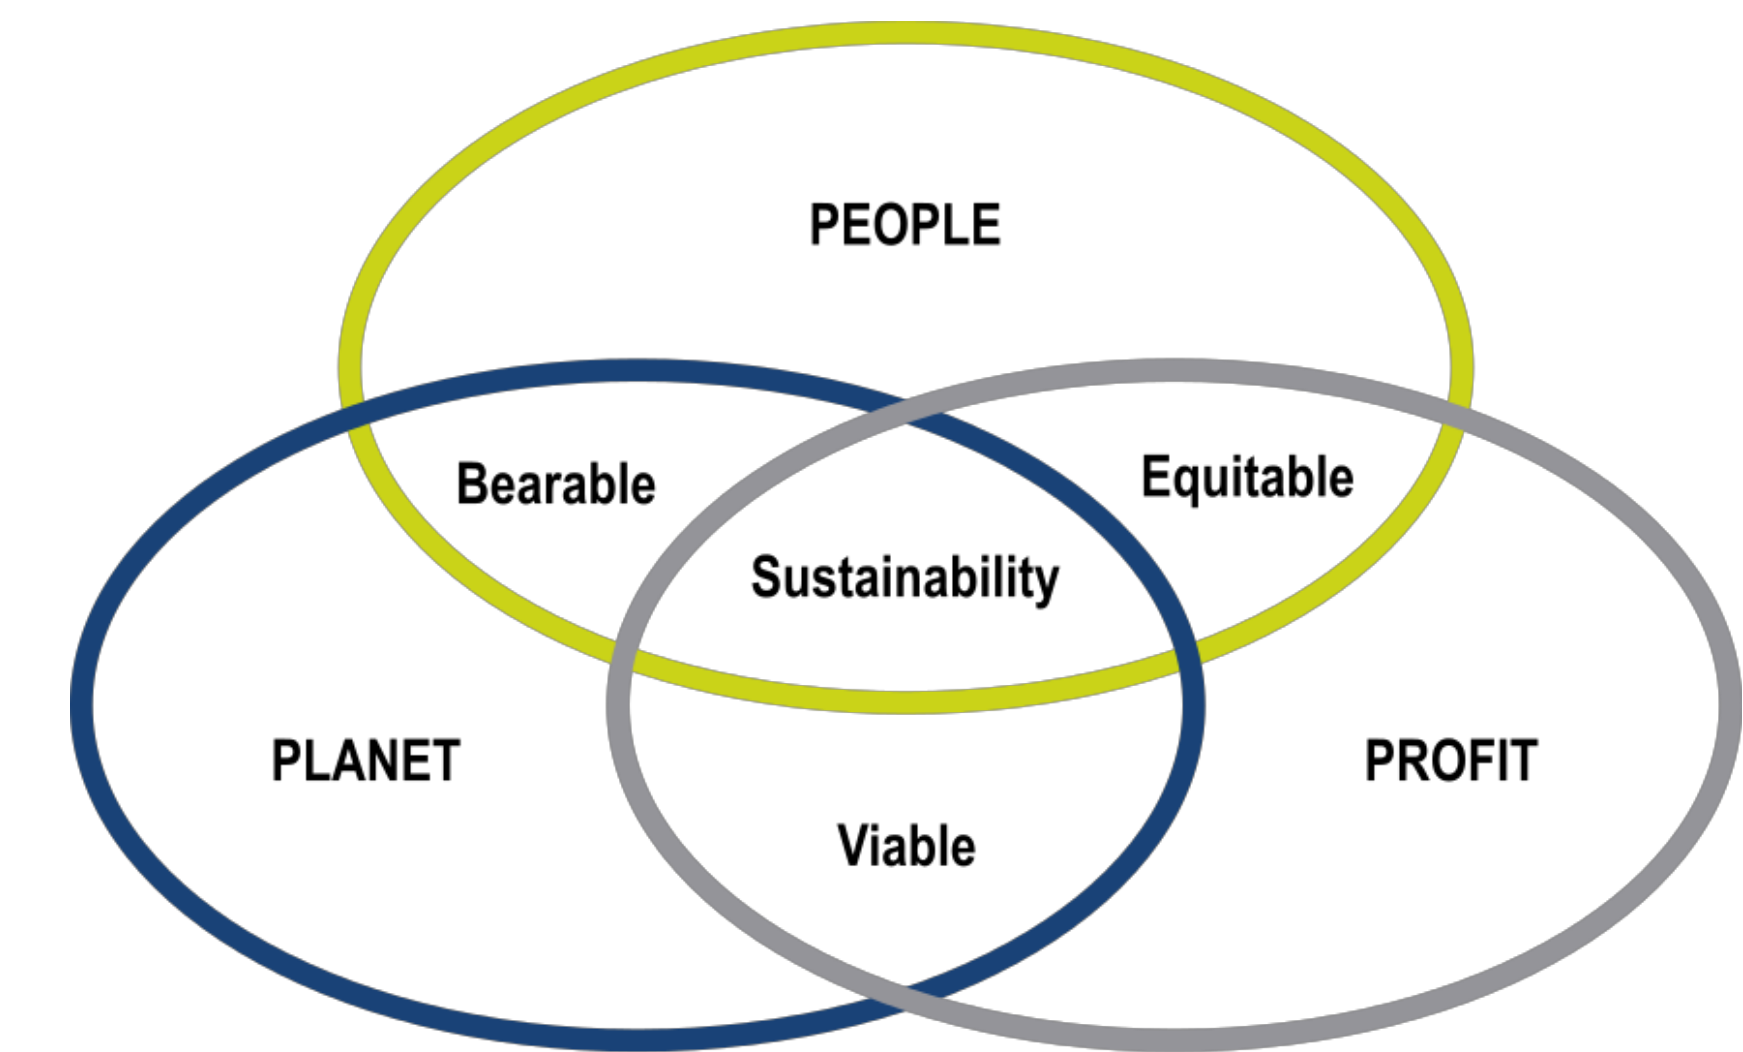 PEOPLE
Bearable
Equitable
Sustainability
PLANET
PROFIT
Viable